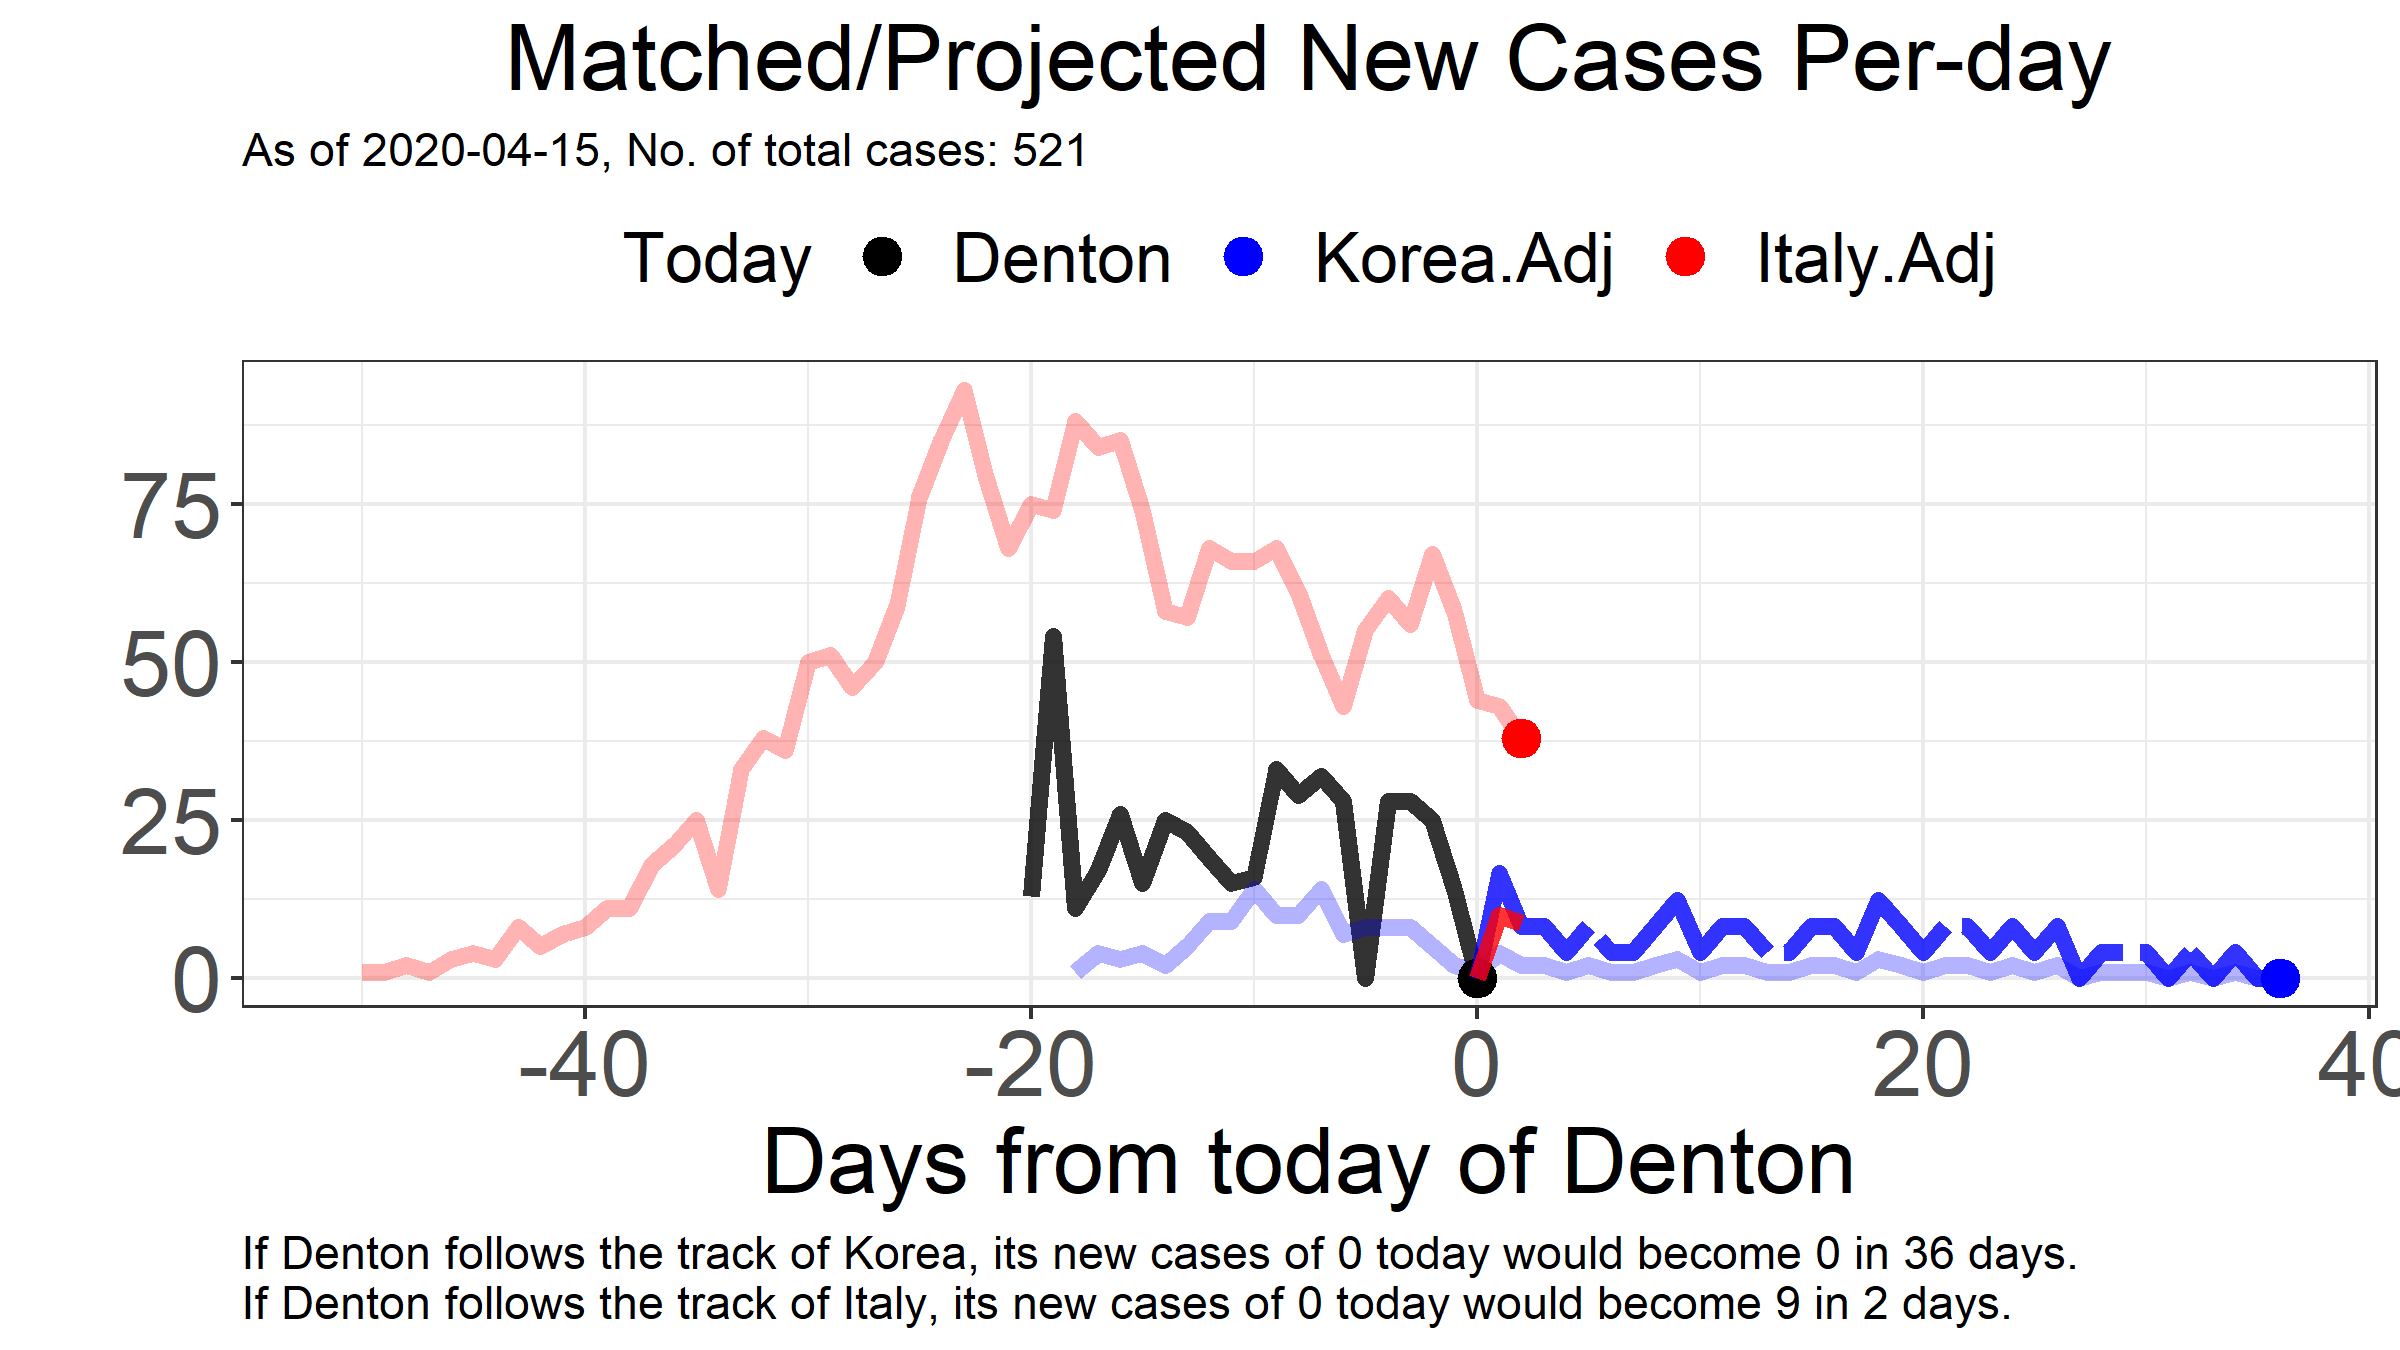 Matched/Projected New Cases Per-day
As of 2020-04-15, No. of total cases: 521
Today Denton Korea.Adj Italy.Adj
75
50
25
0
-40 -20 0 20 40
Days from today of Denton
If Denton follows the track of Korea, its new cases of 0 today would become 0 in 36 days.
If Denton follows the track of Italy, its new cases of 0 today would become 9 in 2 days.